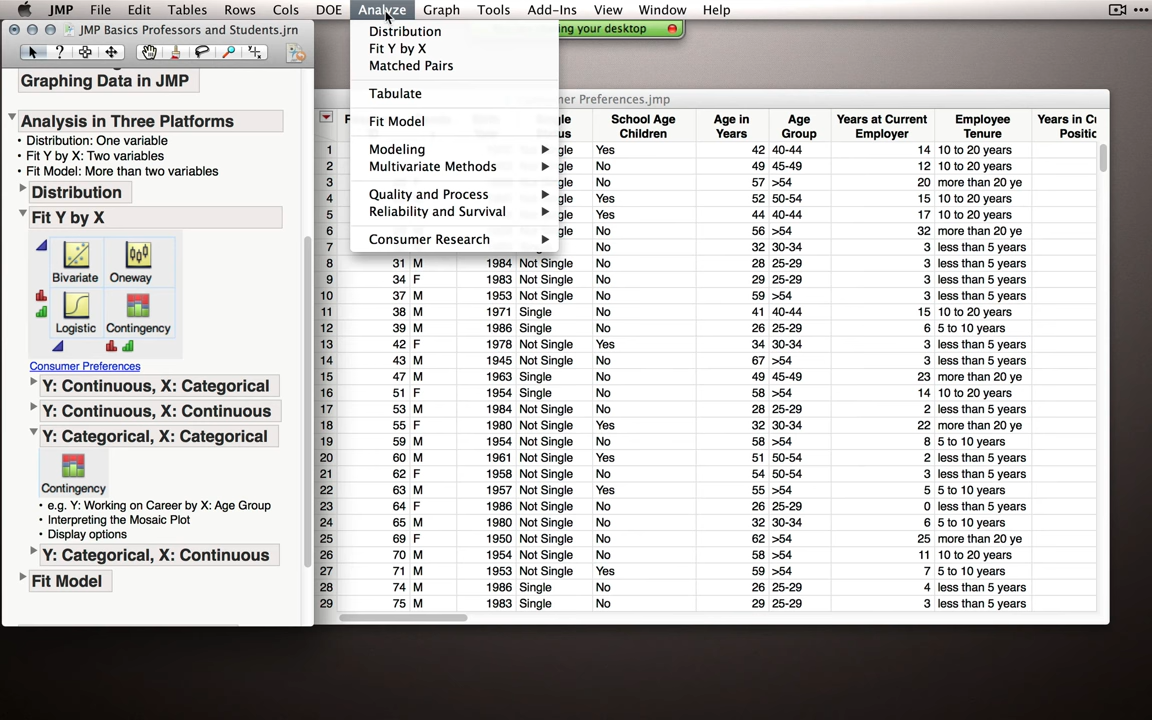 JMP File Edit Tables Rows Cols DOE Analyze Graph Tools Add-Ins View Window Help
JMP Basics Professors and Students.jrn
ing your desktop
Distribution
Fit Y by X
Matched Pairs
Tabulate
Fit Model
Modeling
Multivariate Methods
Quality and Process
Reliability and Survival
Consumer Research
Graphing Data in JMP
Analysis in Three Platforms
• Distribution: One variable
• Fit Y by X: Two variables
• Fit Model: More than two variables
Distribution
Fit Y by X
Bivariate Oneway
Logistic Contingency
Consumer Preferences
Y: Continuous, X: Categorical
Y: Continuous, X: Continuous
Y: Categorical, X: Categorical
Contingency
• e.g. Y: Working on Career by X: Age Group
• Interpreting the Mosaic Plot
• Display options
Y: Categorical, X: Continuous
Fit Model
er Preferences.jmp
School Age Children Age in Years Age Group Years at Current Employer Employee Tenure Years in Cu
1 gle Yes 42 40-44 14 10 to 20 years
2 gle No 49 45-49 12 10 to 20 years
3 gle No 57 >54 20 more than 20 ye
4 gle Yes 52 50-54 15 10 to 20 years
5 gle Yes 44 40-44 17 10 to 20 years
6 gle No 56 >54 32 more than 20 ye
7 No 32 30-34 3 less than 5 years
8 31 M 1984 Not Single No 28 25-29 3 less than 5 years
9 34 F 1983 Not Single No 29 25-29 3 less than 5 years
10 37 M 1953 Not Single No 59 >54 3 less than 5 years
11 38 M 1971 Single No 41 40-44 15 10 to 20 years
12 39 M 1986 Single No 26 25-29 6 5 to 10 years
13 42 F 1978 Not Single Yes 34 30-34 3 less than 5 years
14 43 M 1945 Not Single No 67 >54 3 less than 5 years
15 47 M 1963 Single No 49 45-49 23 more than 20 ye
16 51 F 1954 Single No 58 >54 14 10 to 20 years
17 53 M 1984 Not Single No 28 25-29 2 less than 5 years
18 55 F 1980 Not Single Yes 32 30-34 22 more than 20 ye
19 59 M 1954 Not Single No 58 >54 8 5 to 10 years
20 60 M 1961 Not Single Yes 51 50-54 2 less than 5 years
21 62 F 1958 Not Single No 54 50-54 3 less than 5 years
22 63 M 1957 Not Single Yes 55 >54 5 5 to 10 years
23 64 F 1986 Not Single No 26 25-29 0 less than 5 years
24 65 M 1980 Not Single No 32 30-34 6 5 to 10 years
25 69 F 1950 Not Single No 62 >54 25 more than 20 ye
26 70 M 1954 Not Single No 58 >54 11 10 to 20 years
27 71 M 1953 Not Single Yes 59 >54 7 5 to 10 years
28 74 M 1986 Single No 26 25-29 4 less than 5 years
29 75 M 1983 Single No 29 25-29 3 less than 5 years